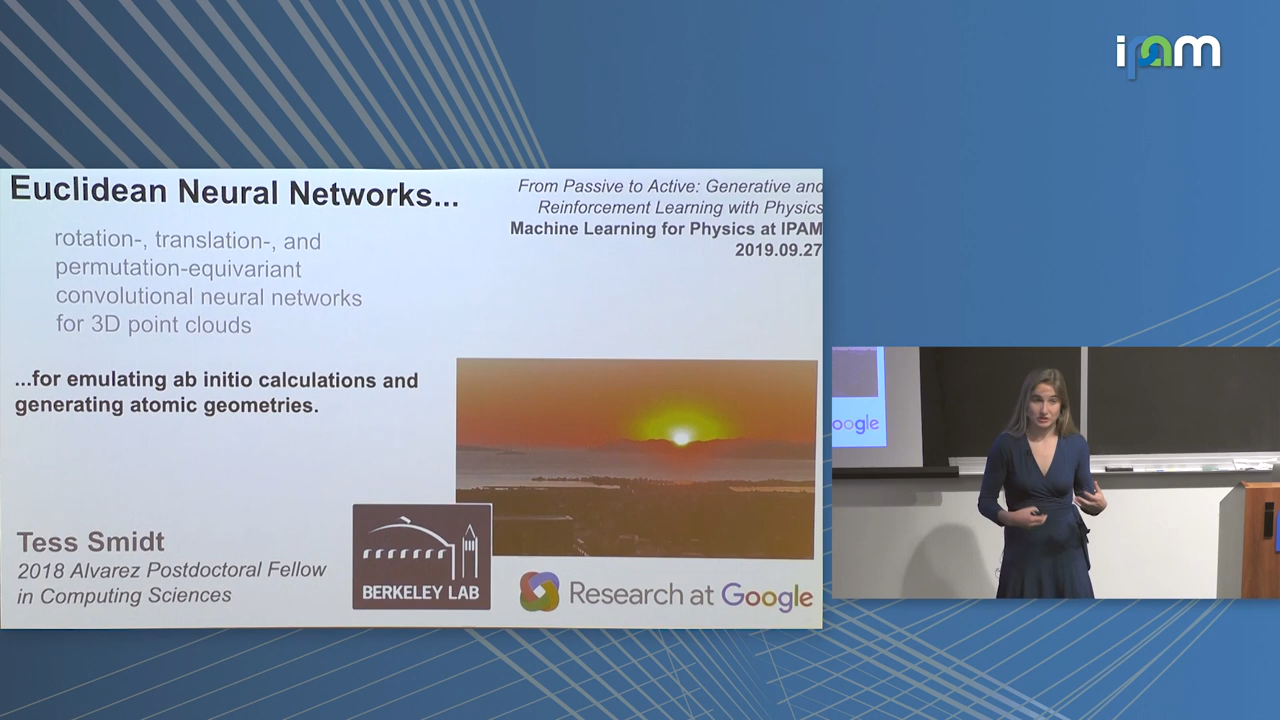 ipam
Euclidean Neural Networks...
From Passive to Active: Generative and
Reinforcement Learning with Physics
Machine Learning for Physics at IPAM
2019.09.27
rotation-, translation-, and
permutation-equivariant
convolutional neural networks
for 3D point clouds
...for emulating ab initio calculations and
generating atomic geometries.
Tess Smidt
2018 Alvarez Postdoctoral Fellow
in Computing Sciences
BERKELEY LAB
Research at Google
oogle